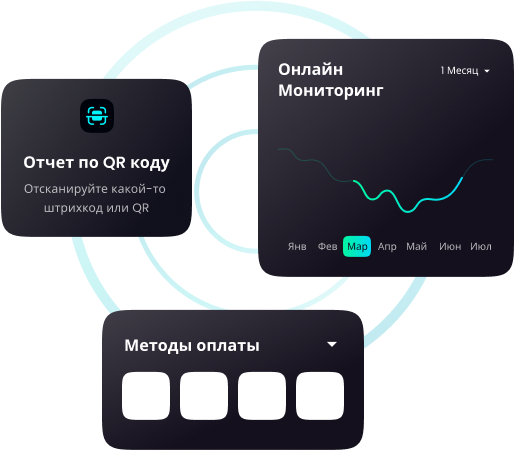 Онлайн
Мониторинг
1 Месяц
Янв Фев Мар Апр Май Июн Июл
Отчет по QR коду
Отсканируйте какой-то
штрихкод или QR
Методы оплаты